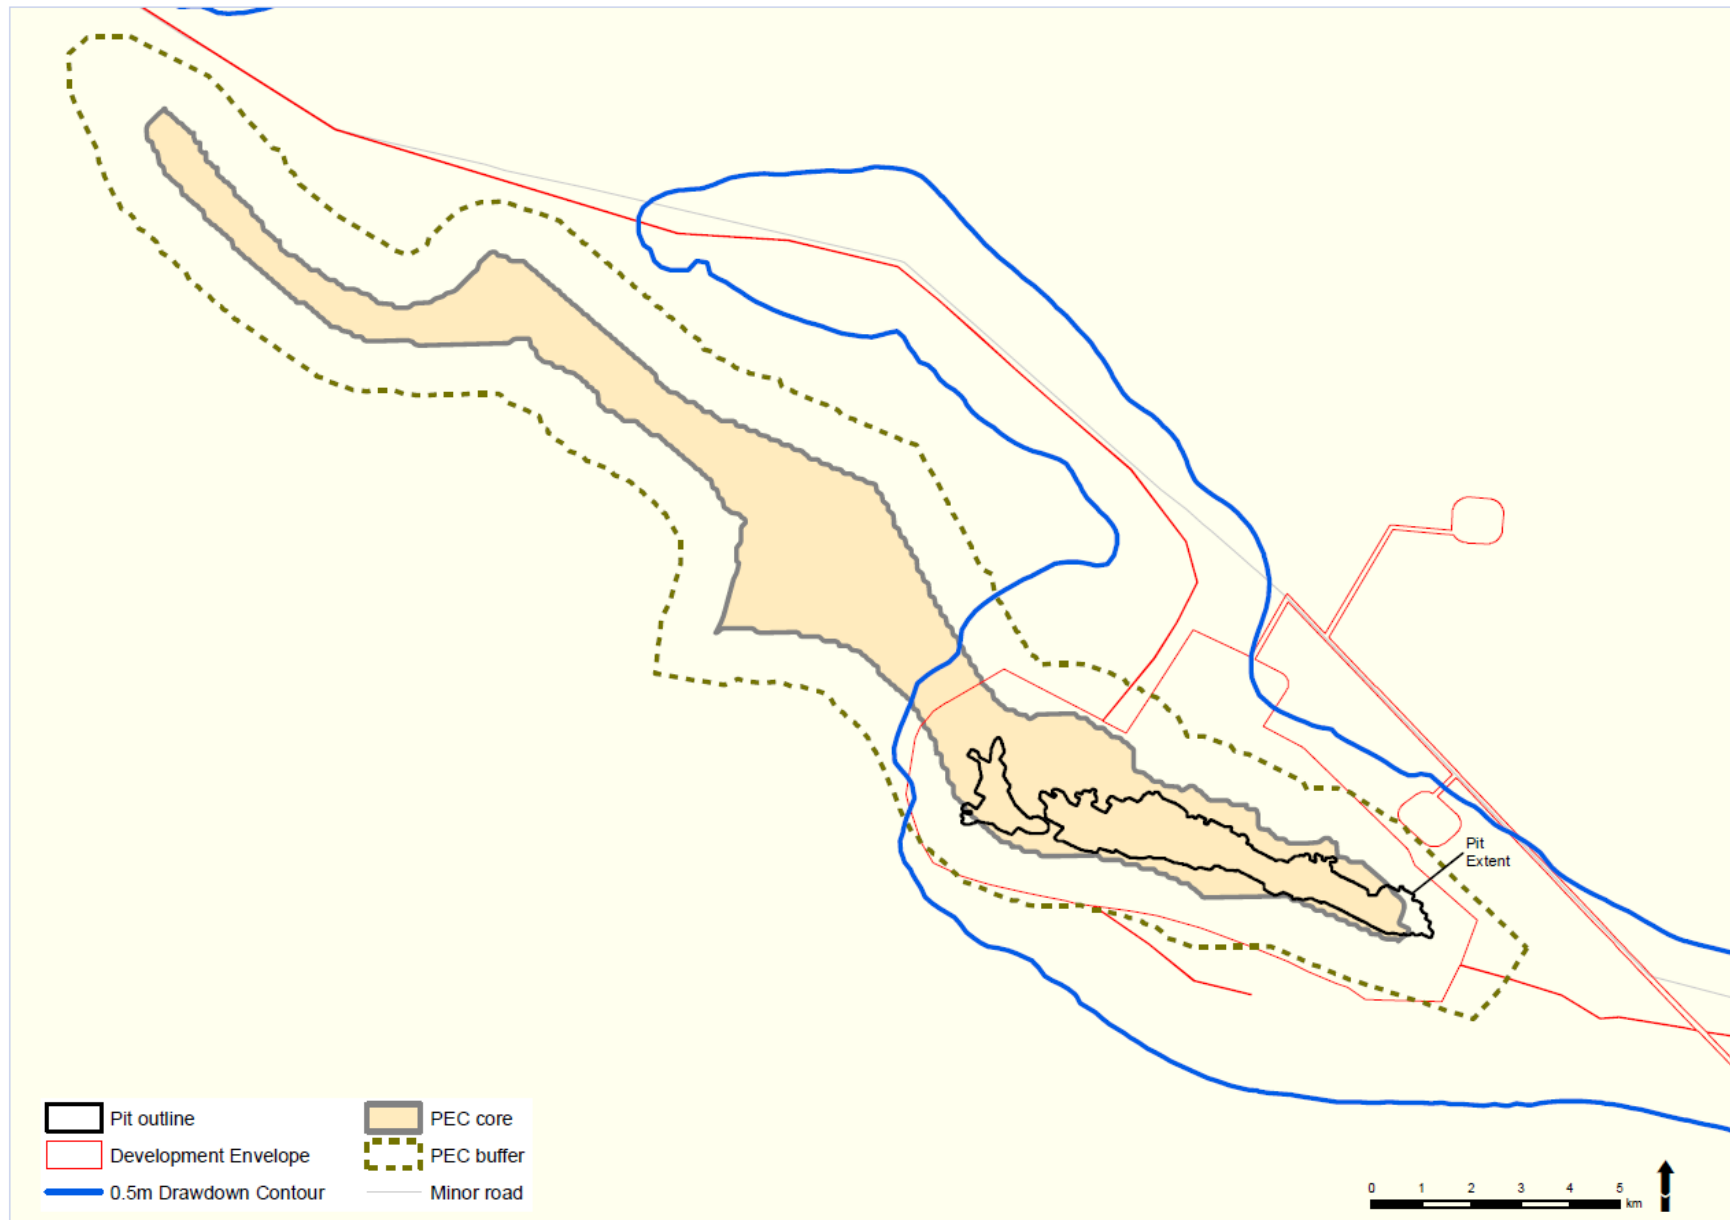 Pit
Extent
Pit outline
PEC core
Development Envelope
PEC buffer
0.5m Drawdown Contour
Minor road
0 1 2 3 4 5
km